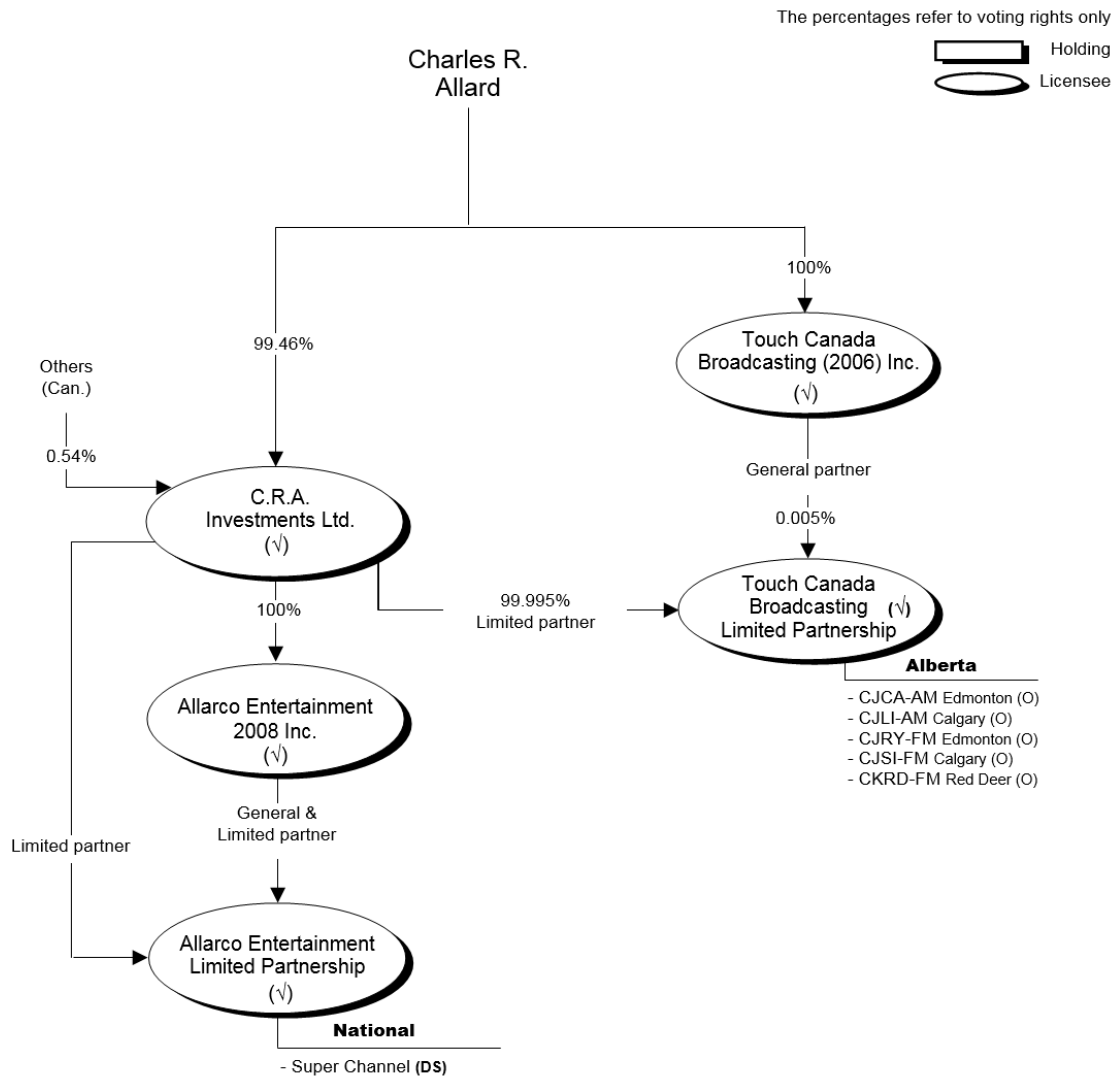 The percentages refer to voting rights only
Holding
Licensee
Charles R.
Allard
100%
99.46%
Touch Canada
Broadcasting (2006) Inc.
(√)
Others
(Can.)
0.54%
General partner
0.005%
C.R.A.
Investments Ltd.
(√)
100%
99.995%
Limited partner
Touch Canada
Broadcasting (√)
Limited Partnership
Alberta
- CJCA-AM Edmonton (O)
- CJLI-AM Calgary (O)
- CJRY-FM Edmonton (O)
- CJSI-FM Calgary (O)
- CKRD-FM Red Deer (O)
Allarco Entertainment
2008 Inc.
(√)
General &
Limited partner
Limited partner
Allarco Entertainment
Limited Partnership
(√)
National
- Super Channel (DS)